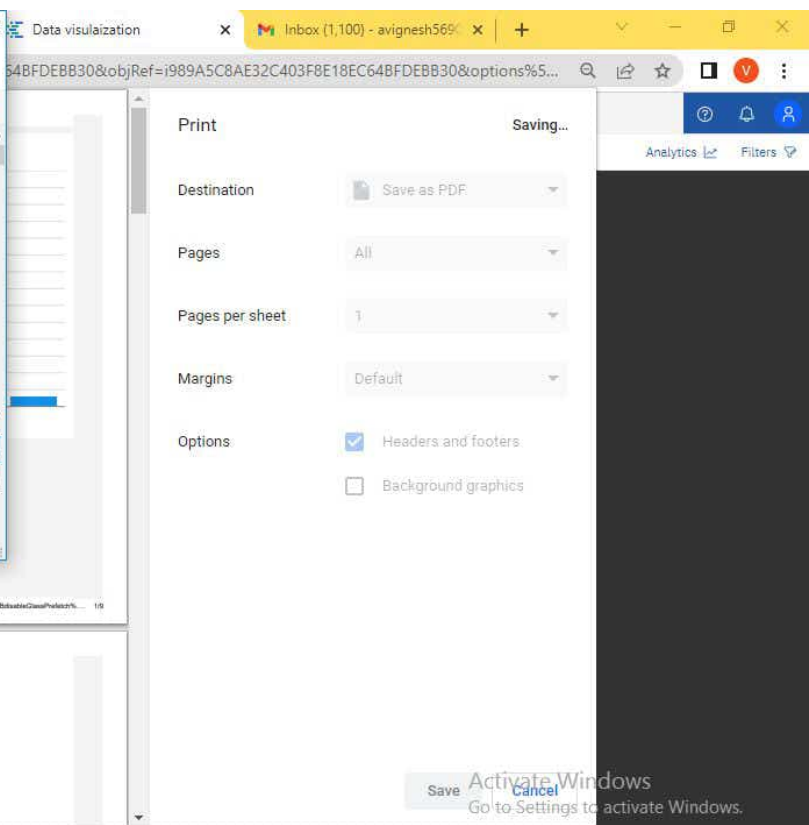 Data visulaization
Inbox (1,100) - avignesh569
64BFDEBB30&objRef=i989A5C8AE32C403F8E18EC64BFDEBB30&options%5...
V
Print
Saving...
Analytics
Filters
Destination
Save as PDF
Pages
All
Pages per sheet
1
Margins
Default
Options
Headers and footers
Background graphics
1/9
Save
Cancel
Activate Windows
Go to Settings to activate Windows.